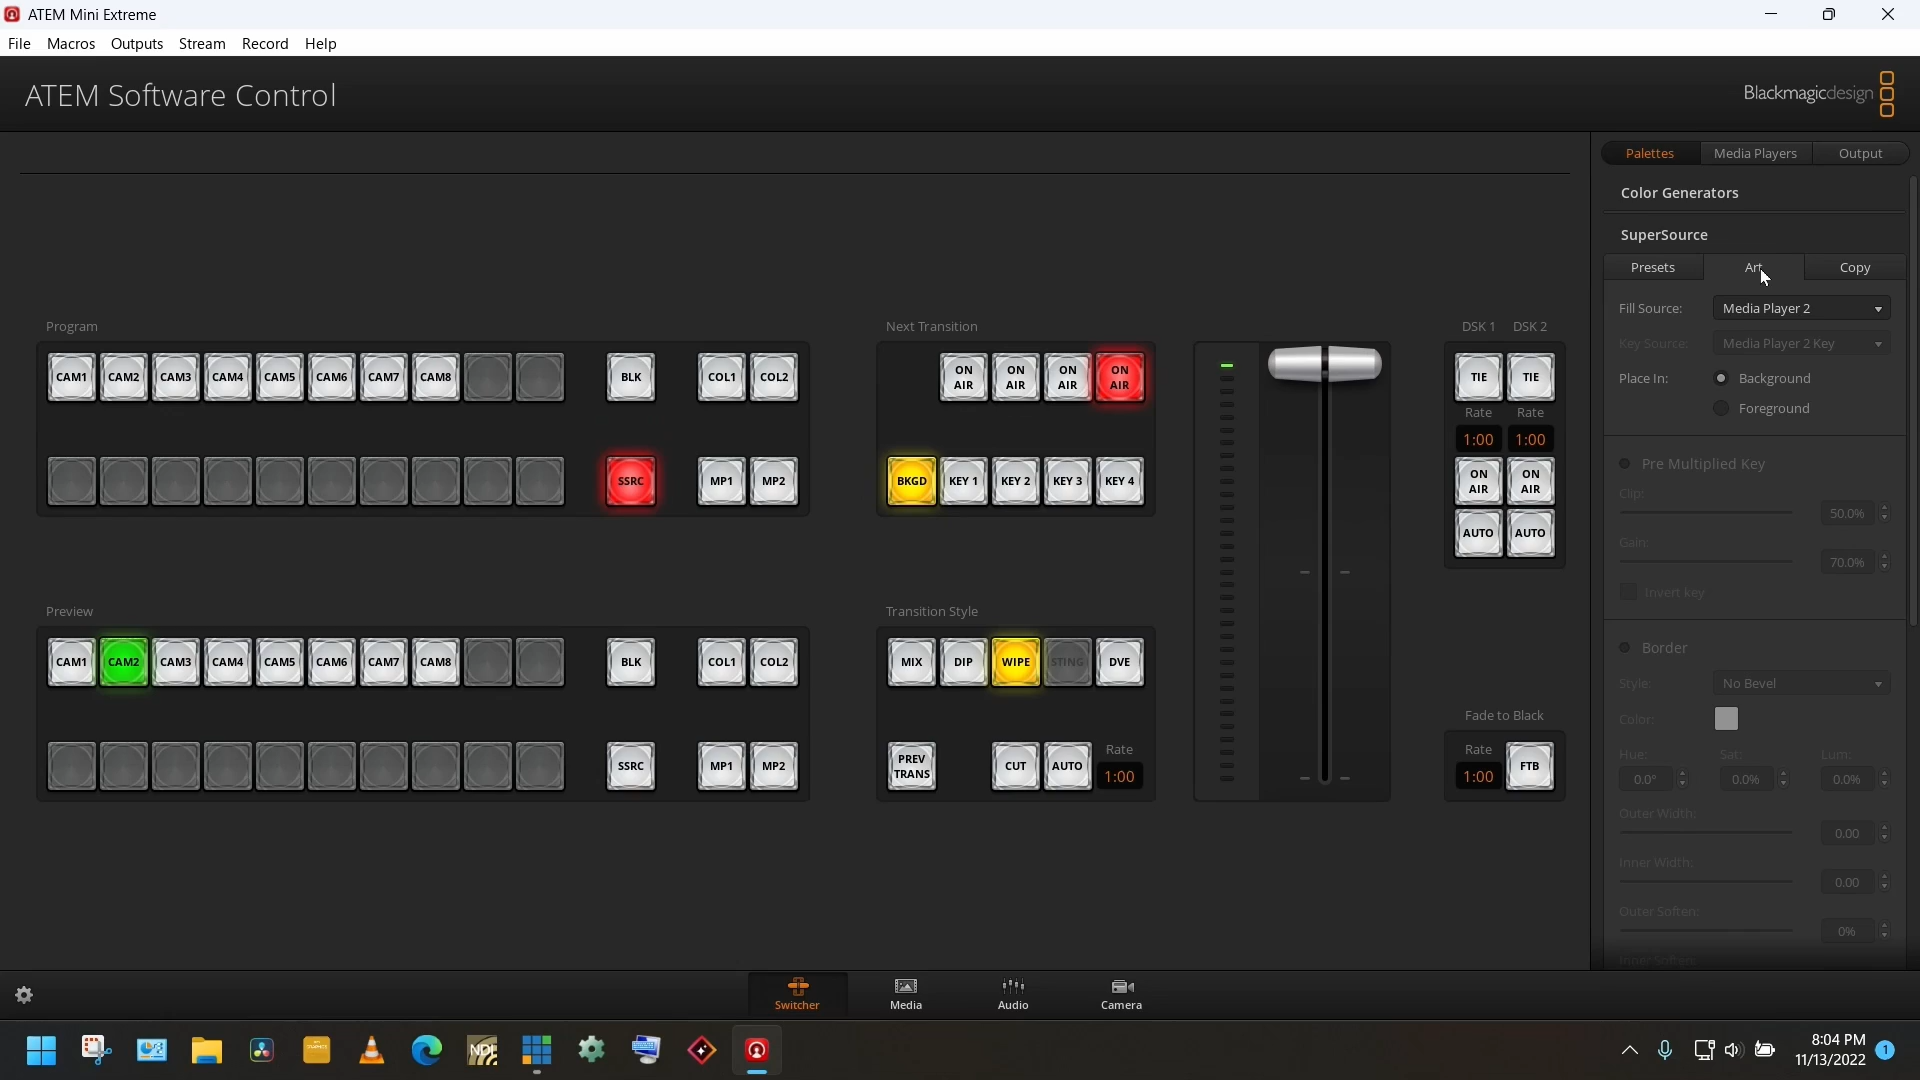 ATEM Mini Extreme
File Macros Outputs Stream Record Help
ATEM Software Control
Blackmagicdesign
Palettes Media Players Output
Color Generators
SuperSource
Presets Art Copy
Fill Source: Media Player 2
Key Source: Media Player 2 Key
Place In: Background
Foreground
Pre Multiplied Key
Clip:
50.0%
Gain:
70.0%
Invert key
Border
Style: No Bevel
Color:
Hue: Sat: Lum:
0.0° 0.0% 0.0%
Outer Width:
0.00
Inner Width:
0.00
Outer Soften:
0%
Inner Soften:
Program
CAM1 CAM2 CAM3 CAM4 CAM5 CAM6 CAM7 CAM8 BLK COL1 COL2
SSRC MP1 MP2
Next Transition
ON AIR ON AIR ON AIR ON AIR
BKGD KEY 1 KEY 2 KEY 3 KEY 4
DSK 1 DSK 2
TIE TIE
Rate Rate
1:00 1:00
ON AIR ON AIR
AUTO AUTO
Preview
CAM1 CAM2 CAM3 CAM4 CAM5 CAM6 CAM7 CAM8 BLK COL1 COL2
SSRC MP1 MP2
Transition Style
MIX DIP WIPE STING DVE
PREV TRANS CUT AUTO Rate 1:00
Fade to Black
Rate
1:00 FTB
Switcher Media Audio Camera
NDI
8:04 PM
11/13/2022
1